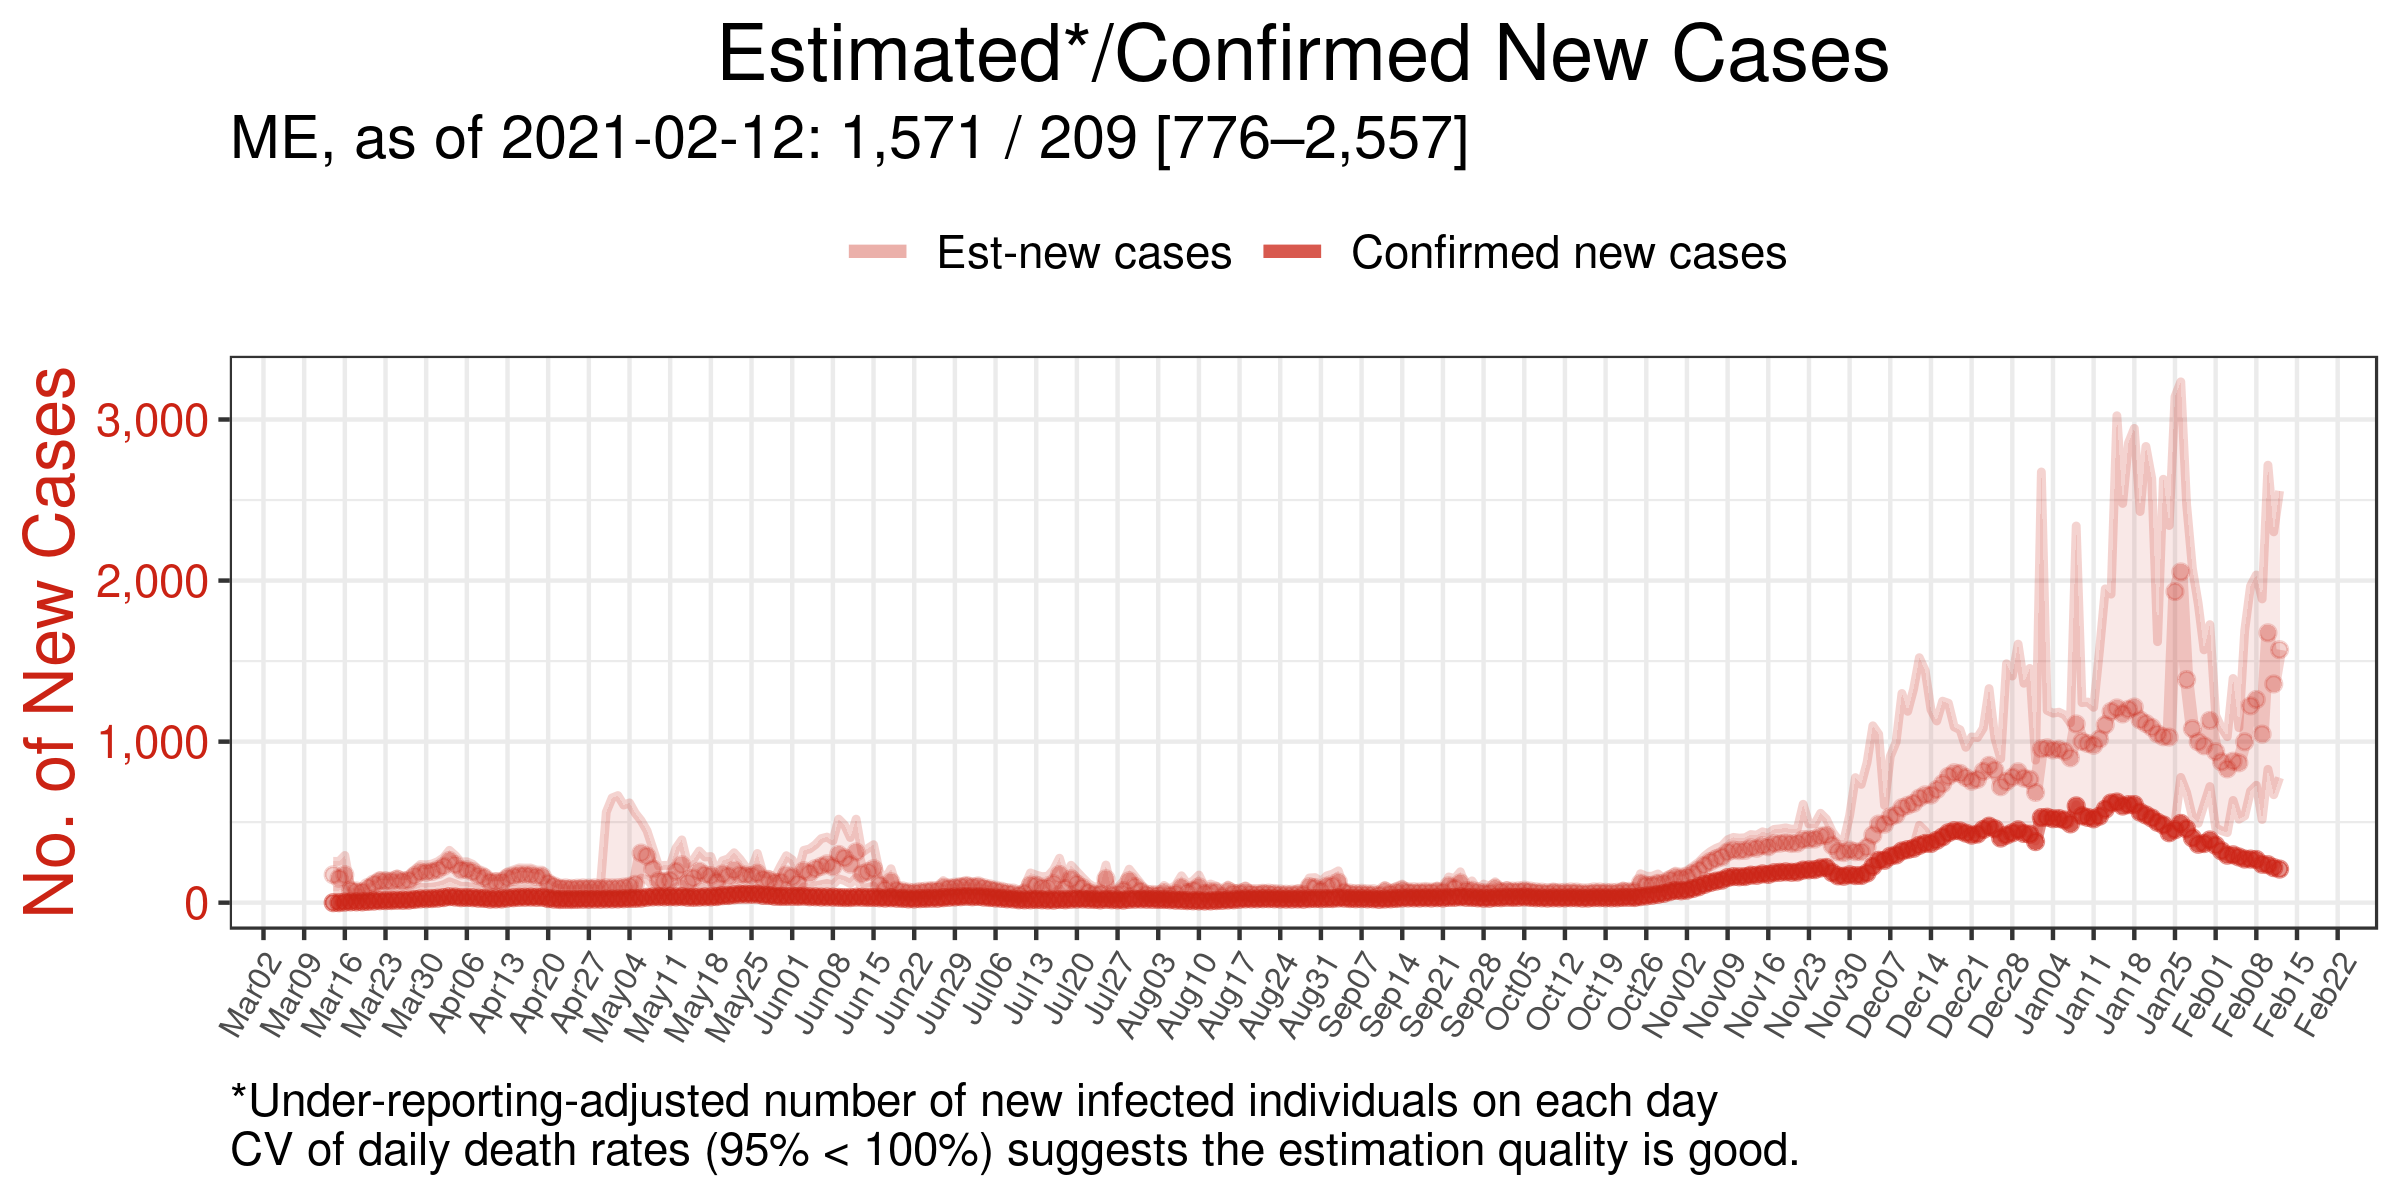 Estimated*/Confirmed New Cases
ME, as of 2021-02-12: 1,571 / 209 [776–2,557]
Est-new cases Confirmed new cases
No. of New Cases
3,000
2,000
1,000
0
Mar02 Mar09 Mar16 Mar23 Mar30 Apr06 Apr13 Apr20 Apr27 May04 May11 May18 May25 Jun01 Jun08 Jun15 Jun22 Jun29 Jul06 Jul13 Jul20 Jul27 Aug03 Aug10 Aug17 Aug24 Aug31 Sep07 Sep14 Sep21 Sep28 Oct05 Oct12 Oct19 Oct26 Nov02 Nov09 Nov16 Nov23 Nov30 Dec07 Dec14 Dec21 Dec28 Jan04 Jan11 Jan18 Jan25 Feb01 Feb08 Feb15 Feb22
*Under-reporting-adjusted number of new infected individuals on each day
CV of daily death rates (95% < 100%) suggests the estimation quality is good.